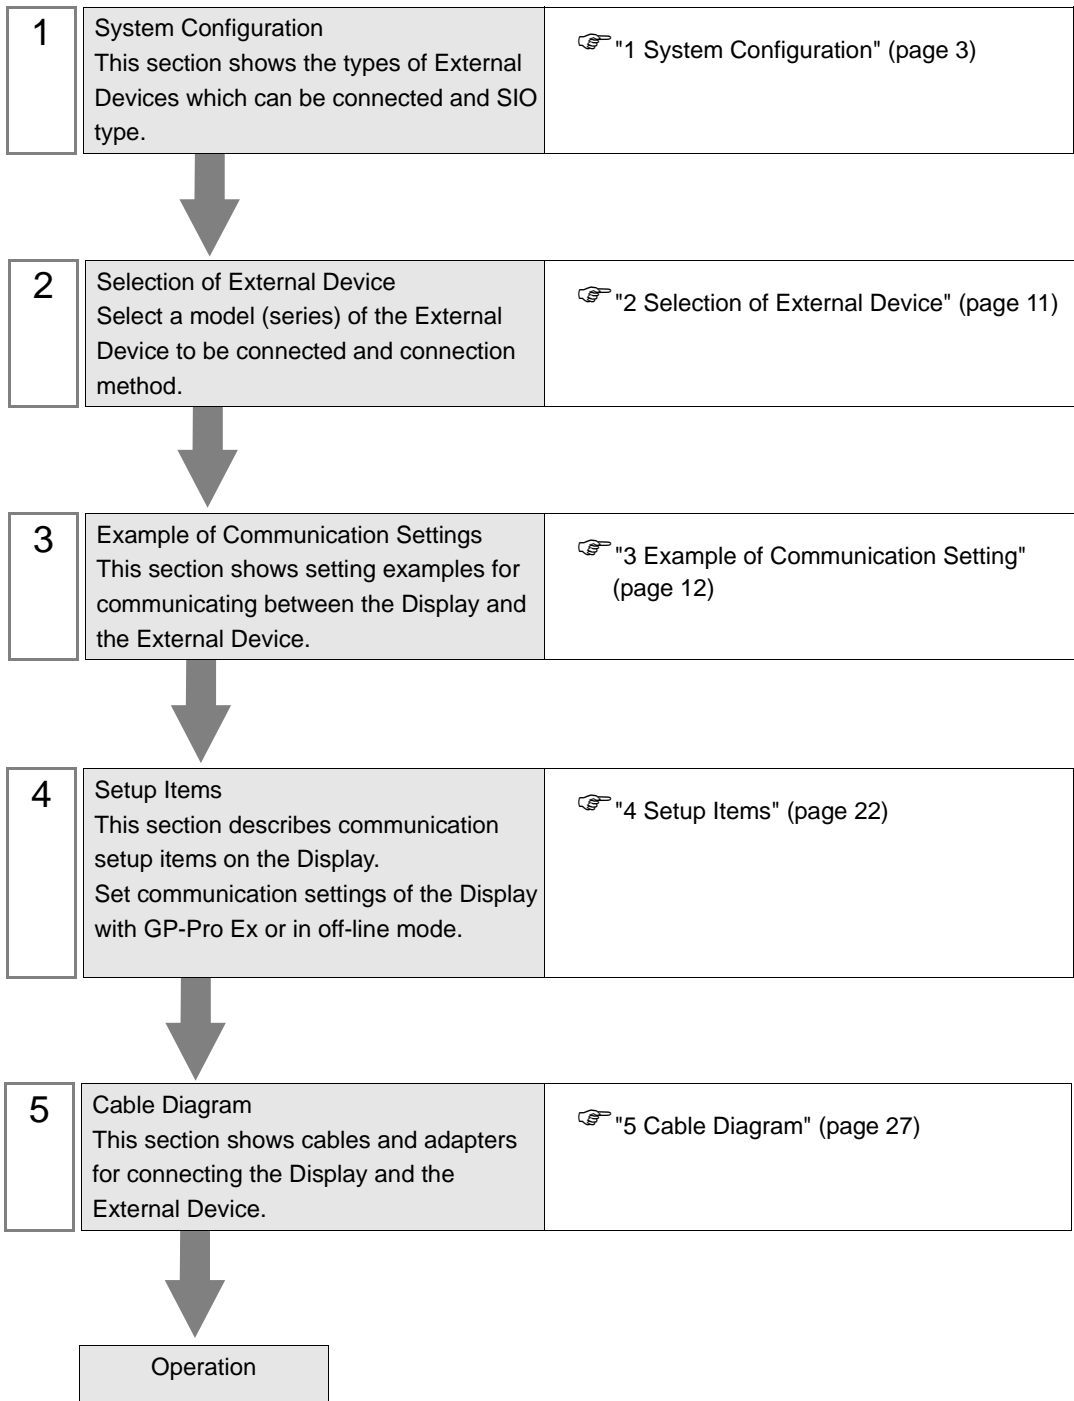 1
System Configuration
This section shows the types of External
Devices which can be connected and SIO
type.
"1 System Configuration" (page 3)
2
Selection of External Device
Select a model (series) of the External
Device to be connected and connection
method.
"2 Selection of External Device" (page 11)
3
Example of Communication Settings
This section shows setting examples for
communicating between the Display and
the External Device.
"3 Example of Communication Setting"
(page 12)
4
Setup Items
This section describes communication
setup items on the Display.
Set communication settings of the Display
with GP-Pro Ex or in off-line mode.
"4 Setup Items" (page 22)
5
Cable Diagram
This section shows cables and adapters
for connecting the Display and the
External Device.
"5 Cable Diagram" (page 27)
Operation